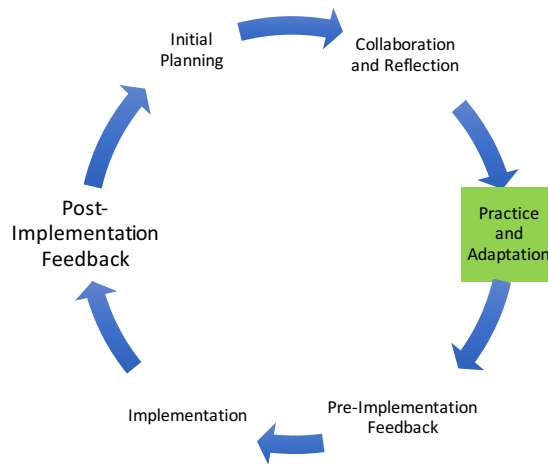 Initial
Planning
Collaboration
and Reflection
Practice
and
Adaptation
Pre-Implementation
Feedback
Implementation
Post-
Implementation
Feedback